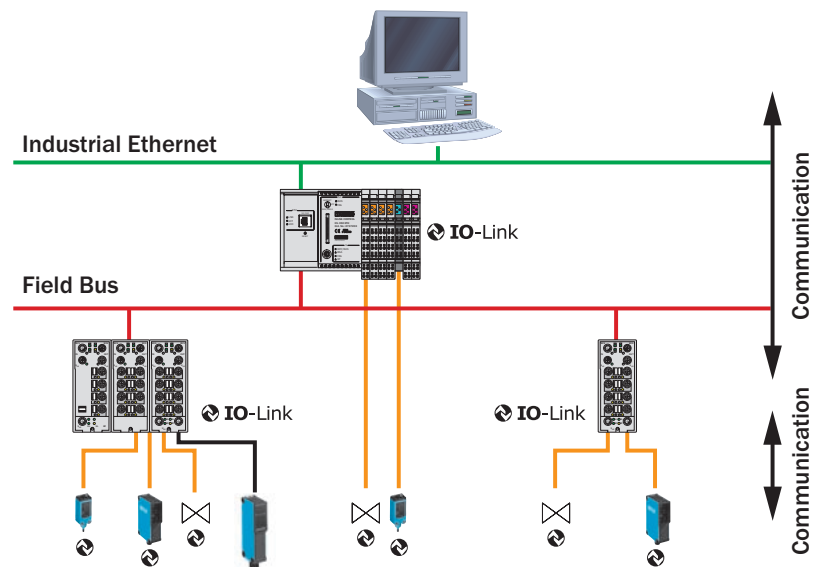 Industrial Ethernet
IO-Link
Field Bus
IO-Link
IO-Link
Communication
Communication